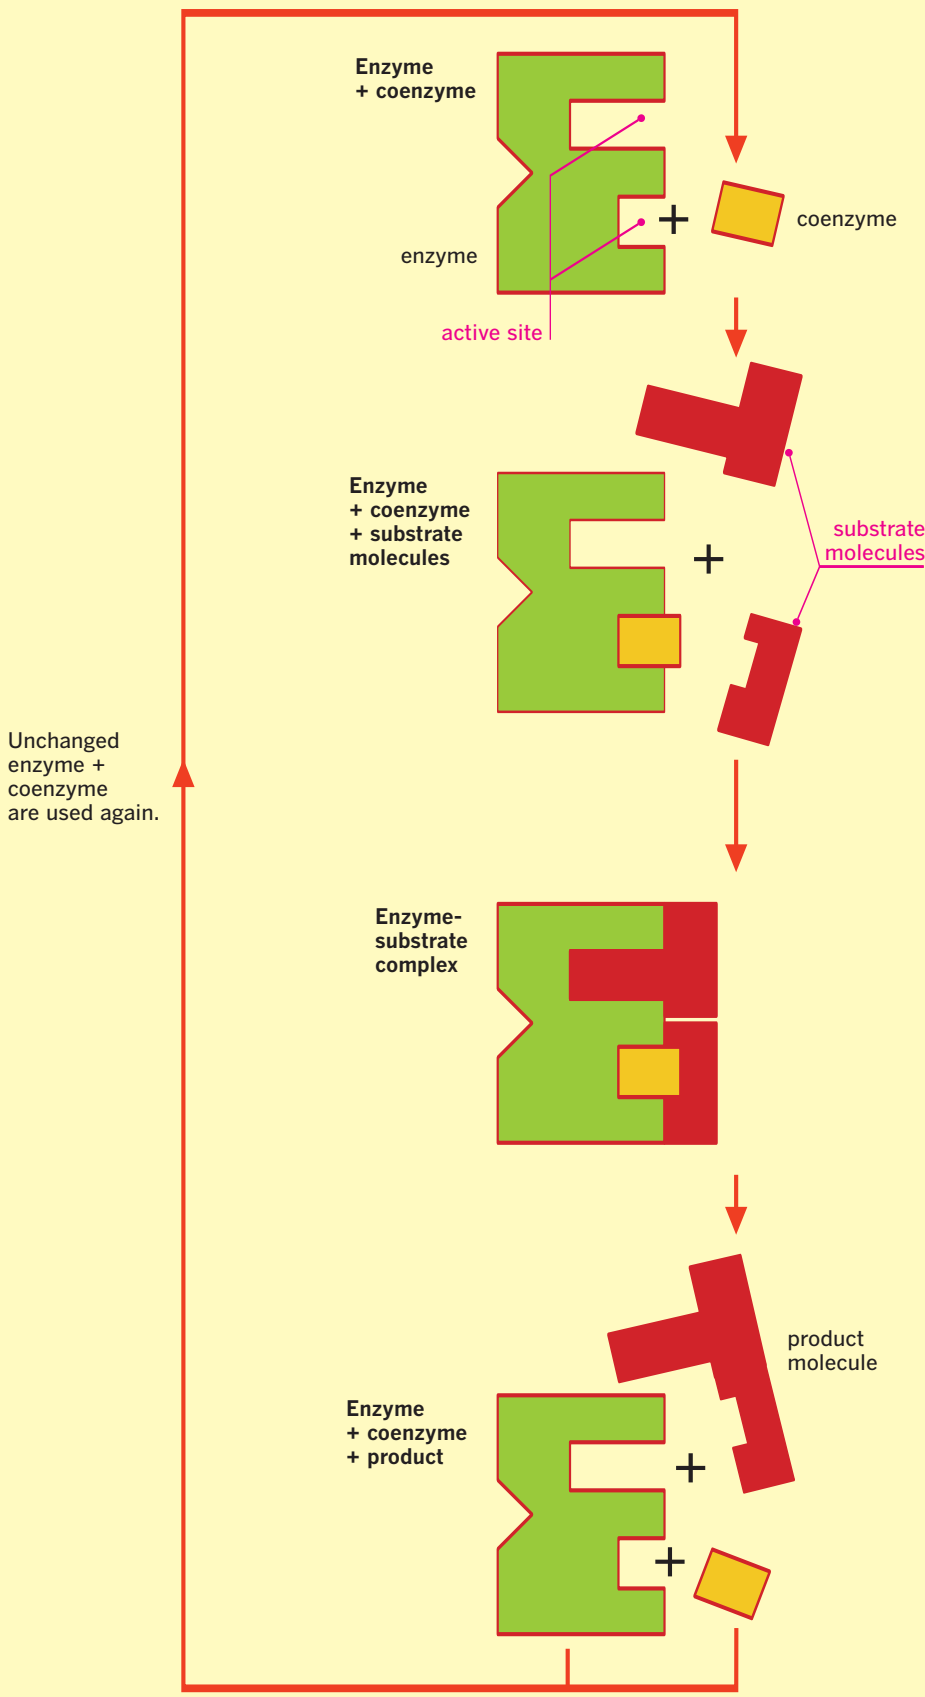 Enzyme
+ coenzyme
+
coenzyme
enzyme
active site
Enzyme
+ coenzyme
+ substrate
molecules
+
substrate
molecules
Unchanged
enzyme +
coenzyme
are used again.
Enzyme-
substrate
complex
product
molecule
Enzyme
+ coenzyme
+ product
+
+